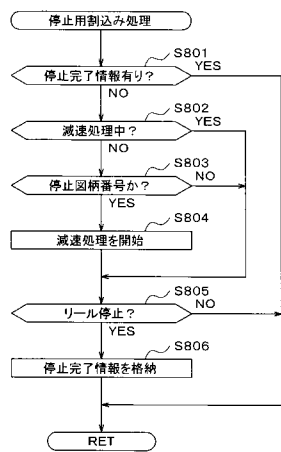 停止用割込み処理
S801
停止完了情報有り?
YES
NO
S802
減速処理中?
YES
NO
S803
停止図柄番号か?
NO
YES
S804
減速処理を開始
S805
リール停止?
NO
YES
S806
停止完了情報を格納
RET